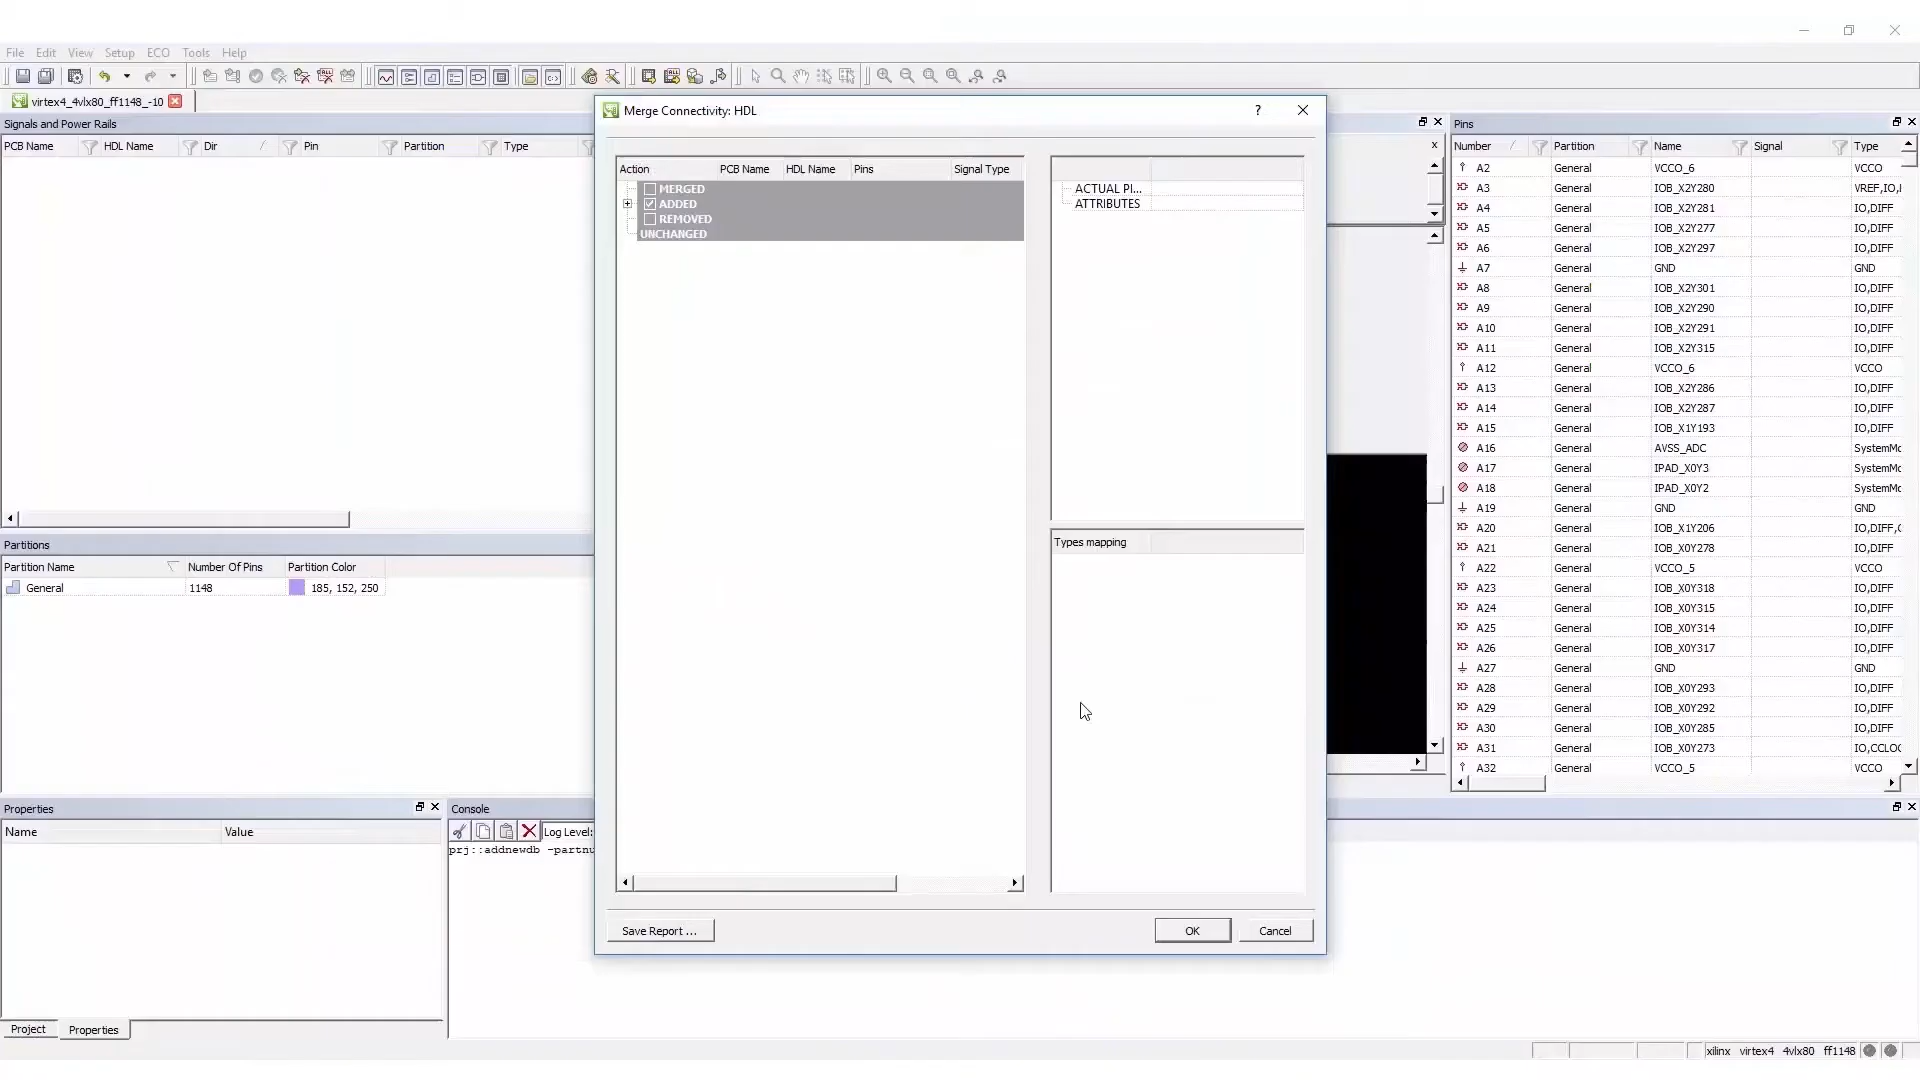 File Edit View Setup ECO Tools Help
virtex4_4vlx80_ff1148_-10
Signals and Power Rails
PCB Name HDL Name Dir Pin Partition Type
Partitions
Partition Name Number Of Pins Partition Color
General 1148 185, 152, 250
Properties
Name Value
Project Properties
Console
Log Level:
prj::addnewdb -partnu
Merge Connectivity: HDL ?
Action PCB Name HDL Name Pins Signal Type
MERGED
ADDED
REMOVED
UNCHANGED
ACTUAL PI...
ATTRIBUTES
Types mapping
Save Report ... OK Cancel
Pins
Number Partition Name Signal Type
A2 General VCCO_6 VCCO
A3 General IOB_X2Y280 VREF,IO,
A4 General IOB_X2Y281 IO,DIFF
A5 General IOB_X2Y277 IO,DIFF
A6 General IOB_X2Y297 IO,DIFF
A7 General GND GND
A8 General IOB_X2Y301 IO,DIFF
A9 General IOB_X2Y290 IO,DIFF
A10 General IOB_X2Y291 IO,DIFF
A11 General IOB_X2Y315 IO,DIFF
A12 General VCCO_6 VCCO
A13 General IOB_X2Y286 IO,DIFF
A14 General IOB_X2Y287 IO,DIFF
A15 General IOB_X1Y193 IO,DIFF
A16 General AVSS_ADC SystemMo
A17 General IPAD_X0Y3 SystemMo
A18 General IPAD_X0Y2 SystemMo
A19 General GND GND
A20 General IOB_X1Y206 IO,DIFF,C
A21 General IOB_X0Y278 IO,DIFF
A22 General VCCO_5 VCCO
A23 General IOB_X0Y318 IO,DIFF
A24 General IOB_X0Y315 IO,DIFF
A25 General IOB_X0Y314 IO,DIFF
A26 General IOB_X0Y317 IO,DIFF
A27 General GND GND
A28 General IOB_X0Y293 IO,DIFF
A29 General IOB_X0Y292 IO,DIFF
A30 General IOB_X0Y285 IO,DIFF
A31 General IOB_X0Y273 IO,CCLOC
A32 General VCCO_5 VCCO
xilinx virtex4 4vlx80 ff1148